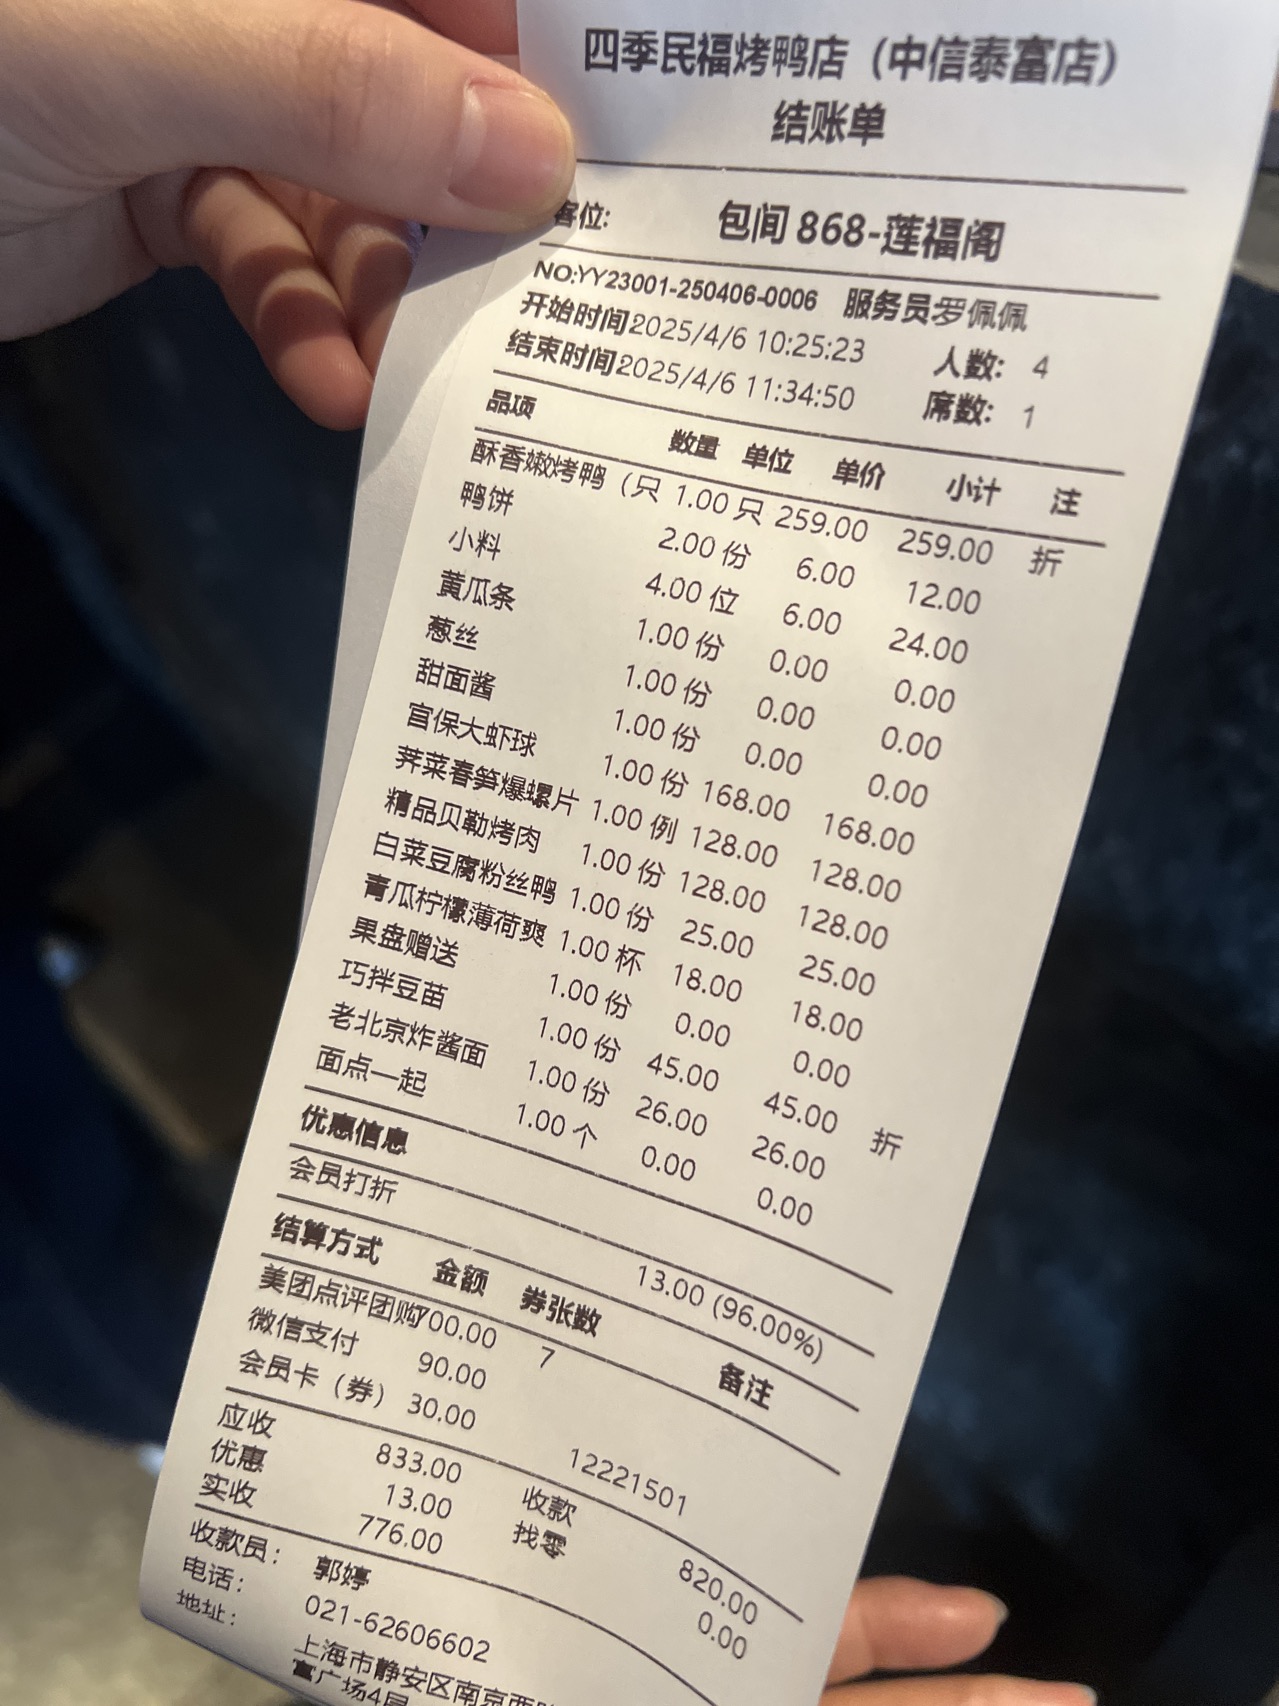 四季民福烤鸭店（中信泰富店）
结账单
客位: 包间 868-莲福阁
NO:YY23001-250406-0006 服务员罗佩佩
开始时间2025/4/6 10:25:23 人数: 4
结束时间2025/4/6 11:34:50 席数: 1
品项 数量 单位 单价 小计 注
酥香嫩烤鸭（只 1.00 只 259.00 259.00 折
鸭饼 2.00 份 6.00 12.00
小料 4.00 位 6.00 24.00
黄瓜条 1.00 份 0.00 0.00
葱丝 1.00 份 0.00 0.00
甜面酱 1.00 份 0.00 0.00
宫保大虾球 1.00 份 168.00 168.00
荠菜春笋爆螺片 1.00 例 128.00 128.00
精品贝勒烤肉 1.00 份 128.00 128.00
白菜豆腐粉丝鸭 1.00 份 25.00 25.00
青瓜柠檬薄荷爽 1.00 杯 18.00 18.00
果盘赠送 1.00 份 0.00 0.00
巧拌豆苗 1.00 份 45.00 45.00 折
老北京炸酱面 1.00 份 26.00 26.00
面点一起 1.00 个 0.00 0.00
优惠信息
会员打折 13.00 (96.00%)
结算方式 金额 券张数 备注
美团点评团购700.00 7
微信支付 90.00
会员卡（券） 30.00 12221501
应收 833.00 收款 820.00
优惠 13.00 找零 0.00
实收 776.00
收款员: 郭婷
电话: 021-62606602
地址: 上海市静安区南京西路
富广场4层